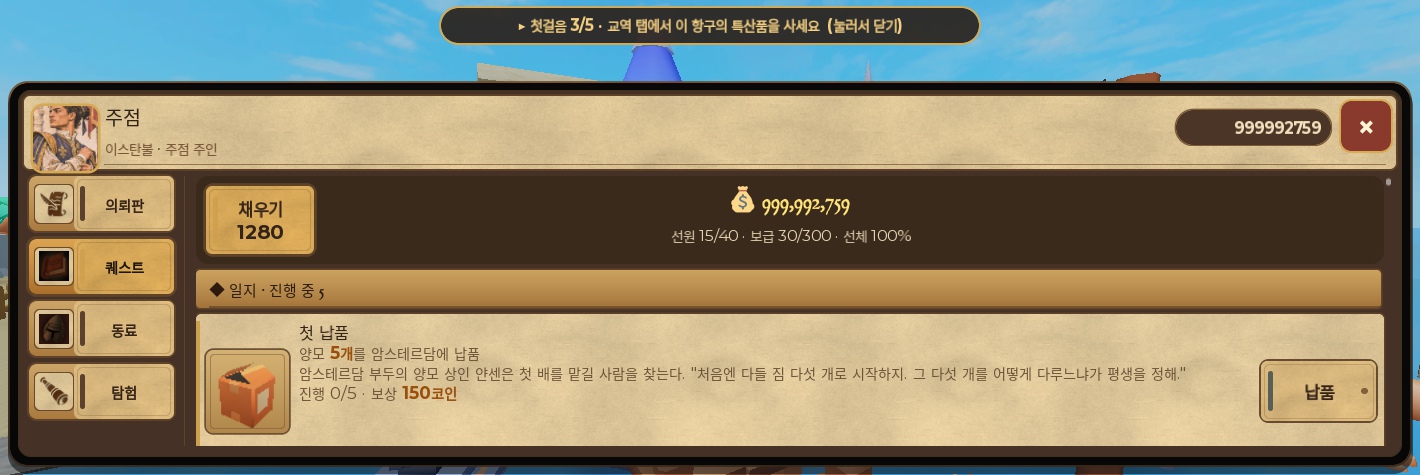 ▸ 첫걸음 3/5 · 교역 탭에서 이 항구의 특산품을 사세요 (눌러서 닫기)
주점
이스탄불 · 주점 주인
999992759
×
의뢰판
퀘스트
동료
탐험
채우기
1280
999,992,759
선원 15/40 · 보급 30/300 · 선체 100%
◆ 일지 · 진행 중 5
첫 납품
양모 5개를 암스테르담에 납품
암스테르담 부두의 양모 상인 얀센은 첫 배를 맡길 사람을 찾는다. "처음엔 다들 짐 다섯 개로 시작하지. 그 다섯 개를 어떻게 다루느냐가 평생을 정해."
진행 0/5 · 보상 150코인
납품